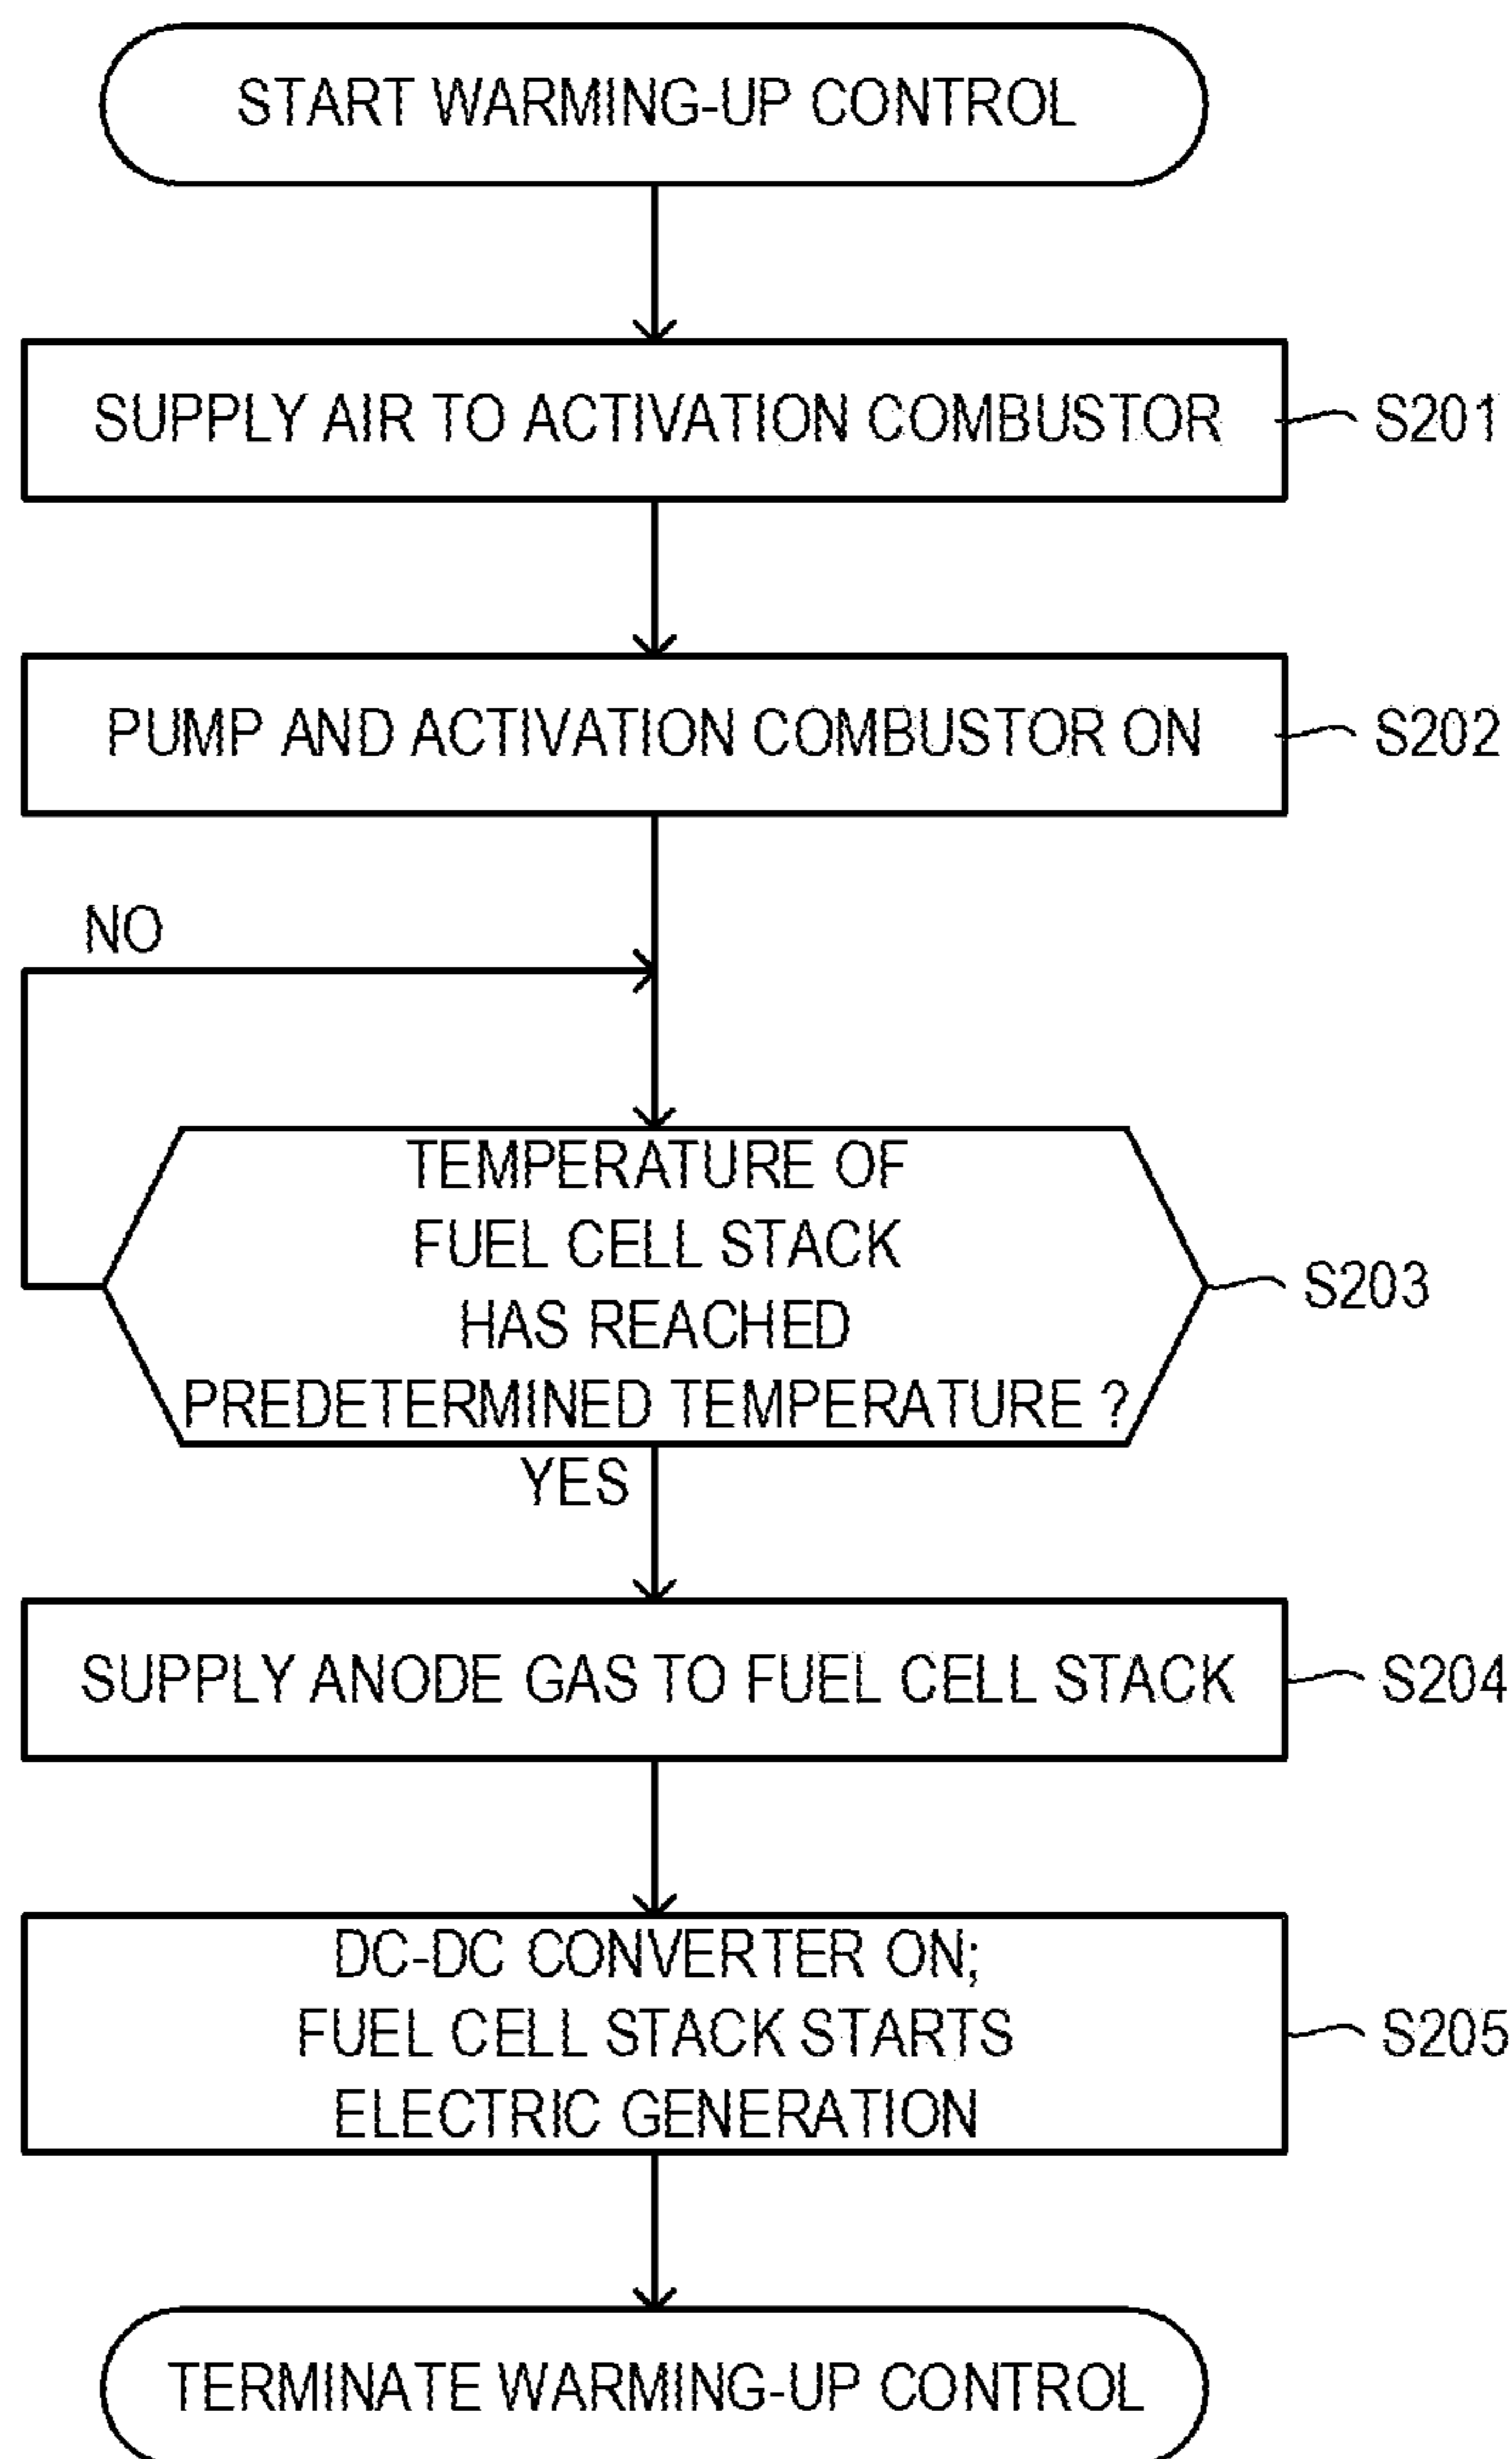 START WARMING-UP CONTROL
SUPPLY AIR TO ACTIVATION COMBUSTOR
S201
PUMP AND ACTIVATION COMBUSTOR ON
S202
NO
TEMPERATURE OF
FUEL CELL STACK
HAS REACHED
PREDETERMINED TEMPERATURE ?
S203
YES
SUPPLY ANODE GAS TO FUEL CELL STACK
S204
DC-DC CONVERTER ON;
FUEL CELL STACK STARTS
ELECTRIC GENERATION
S205
TERMINATE WARMING-UP CONTROL